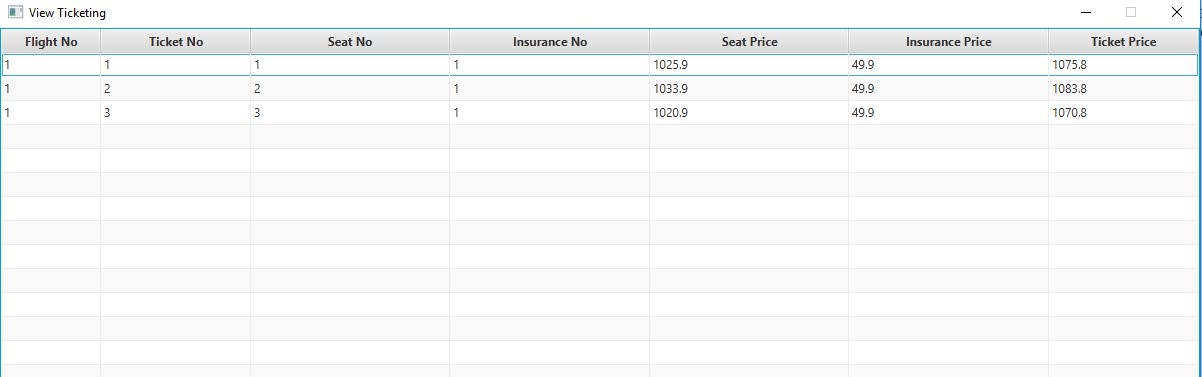 View Ticketing
Flight No Ticket No Seat No Insurance No Seat Price Insurance Price Ticket Price
1 1 1 1 1025.9 49.9 1075.8
1 2 2 1 1033.9 49.9 1083.8
1 3 3 1 1020.9 49.9 1070.8